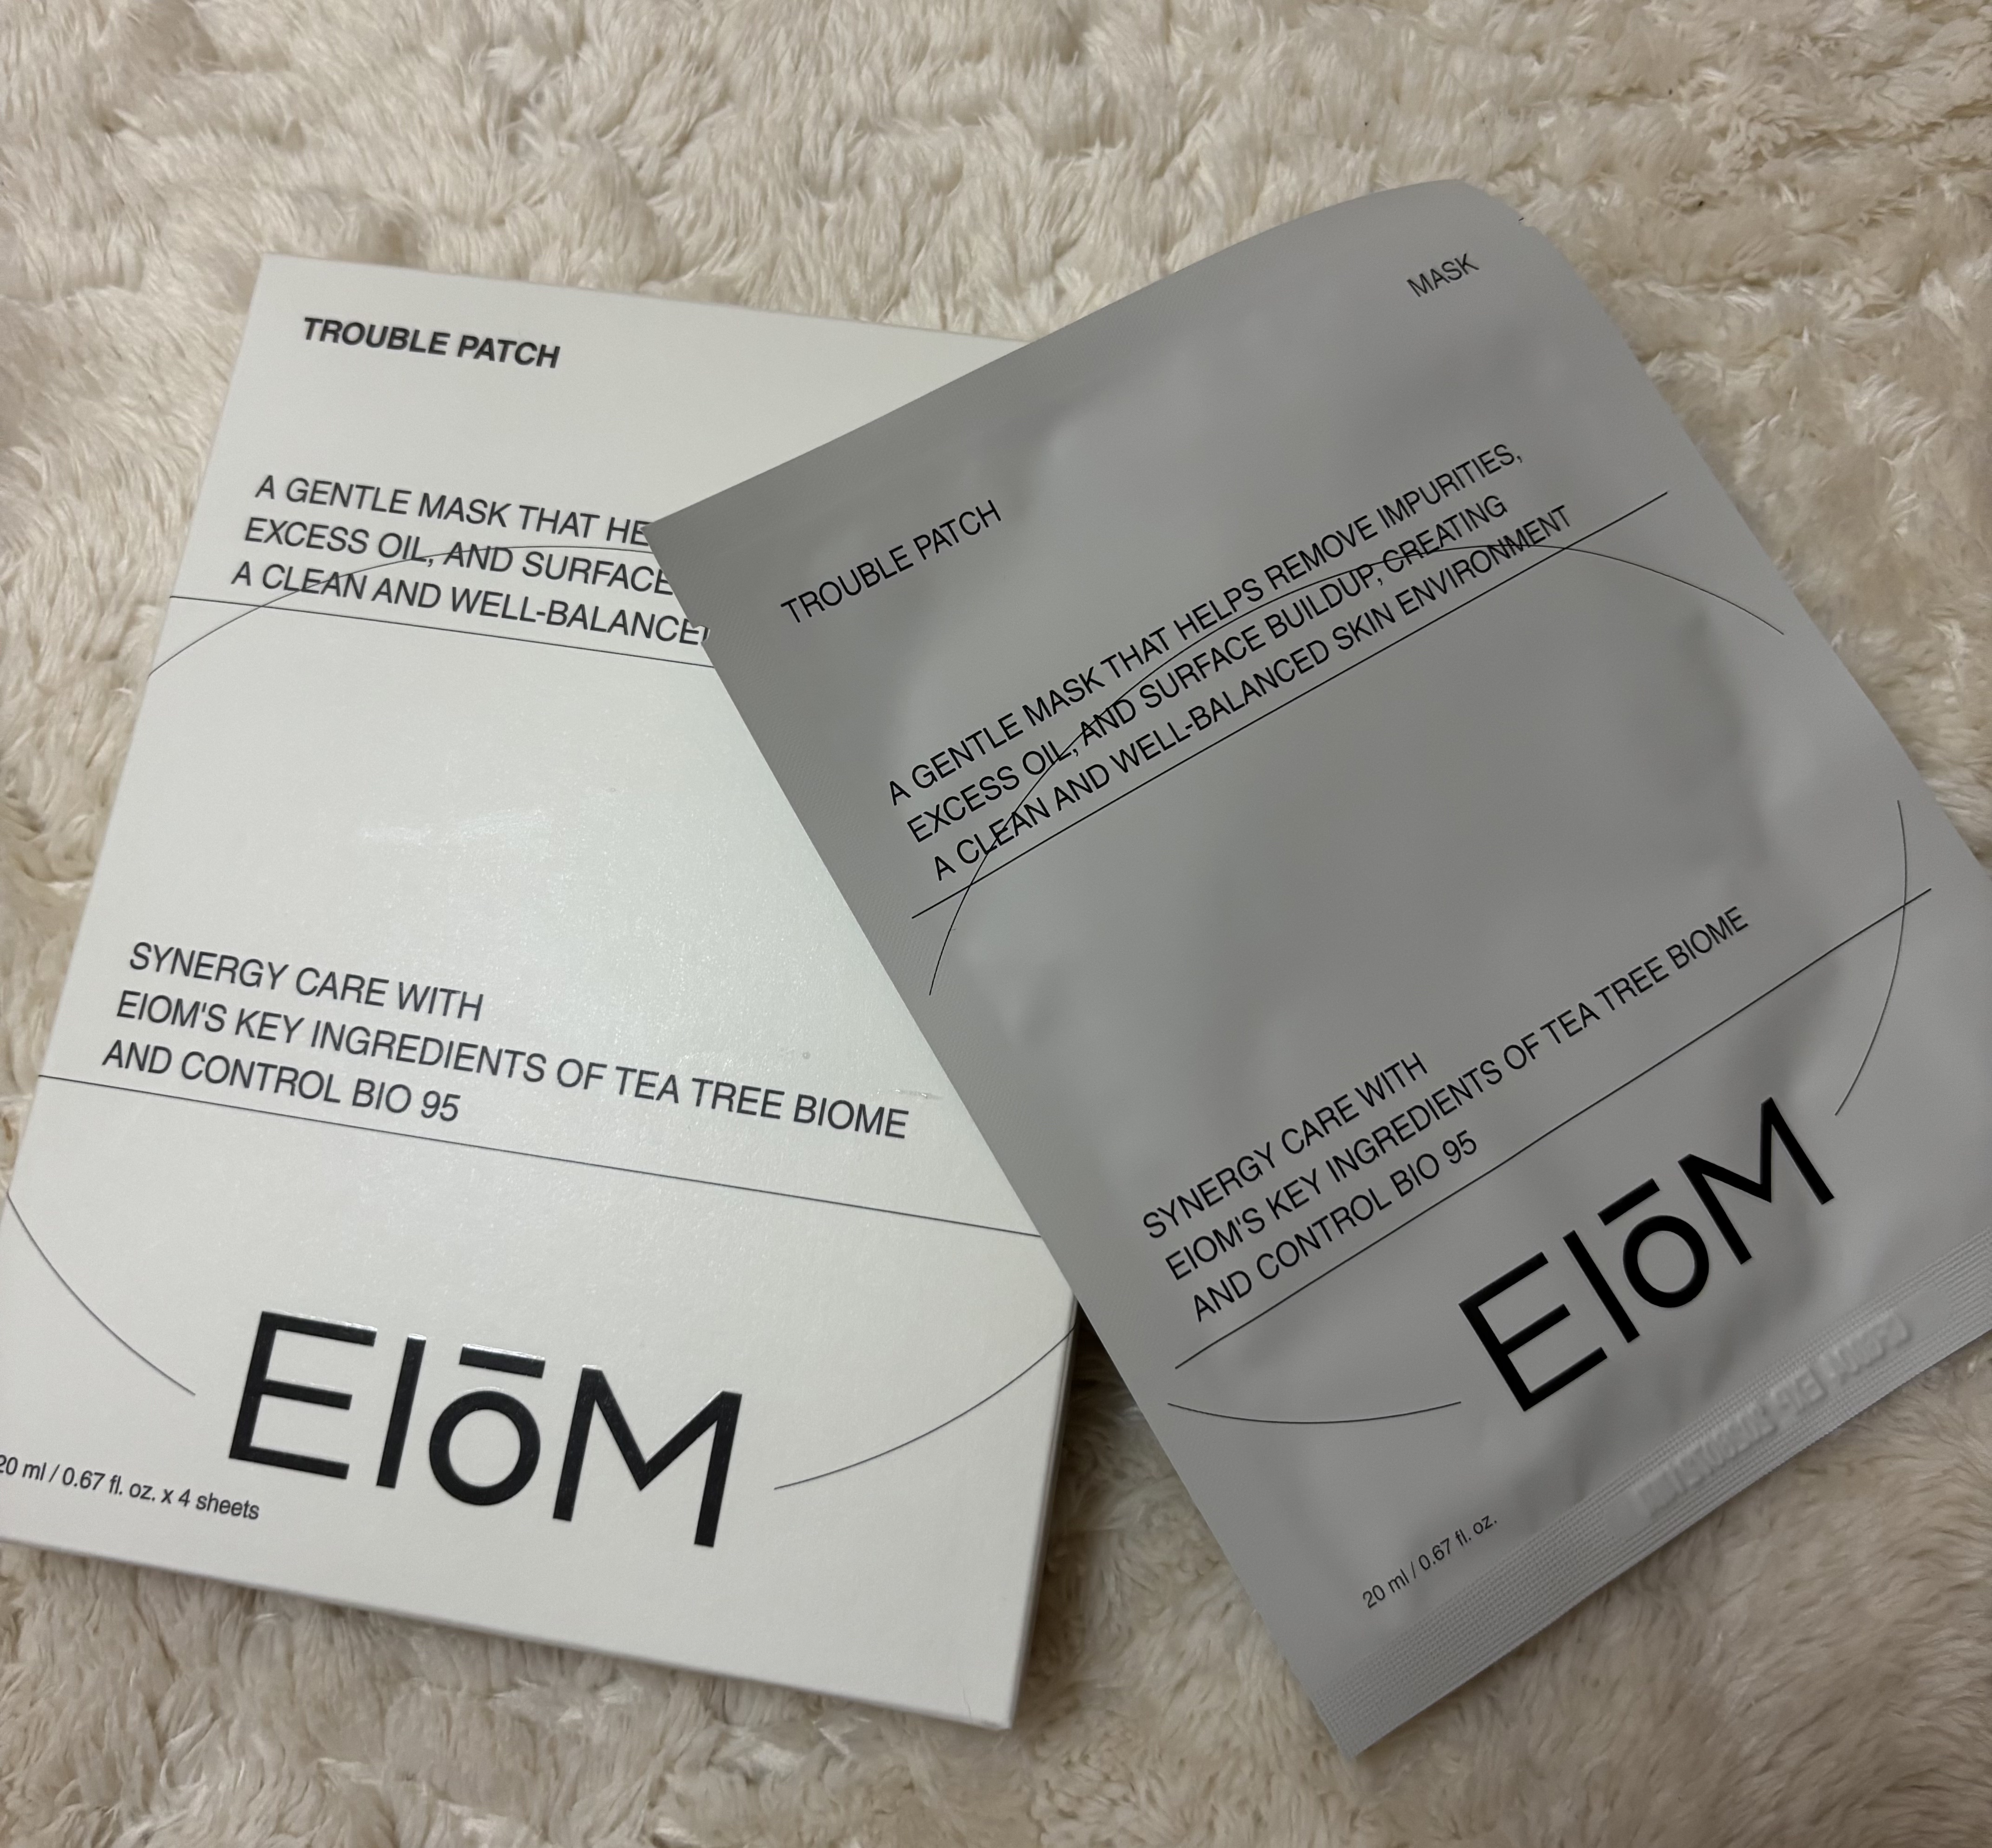 TROUBLE PATCH
A GENTLE MASK THAT HE
EXCESS OIL, AND SURFACE
A CLEAN AND WELL-BALANCE
SYNERGY CARE WITH
EIOM'S KEY INGREDIENTS OF TEA TREE BIOME
AND CONTROL BIO 95
EIōM
20 ml / 0.67 fl. oz. x 4 sheets
MASK
TROUBLE PATCH
A GENTLE MASK THAT HELPS REMOVE IMPURITIES,
EXCESS OIL, AND SURFACE BUILDUP, CREATING
A CLEAN AND WELL-BALANCED SKIN ENVIRONMENT
SYNERGY CARE WITH
EIOM'S KEY INGREDIENTS OF TEA TREE BIOME
AND CONTROL BIO 95
EIōM
20 ml / 0.67 fl. oz.